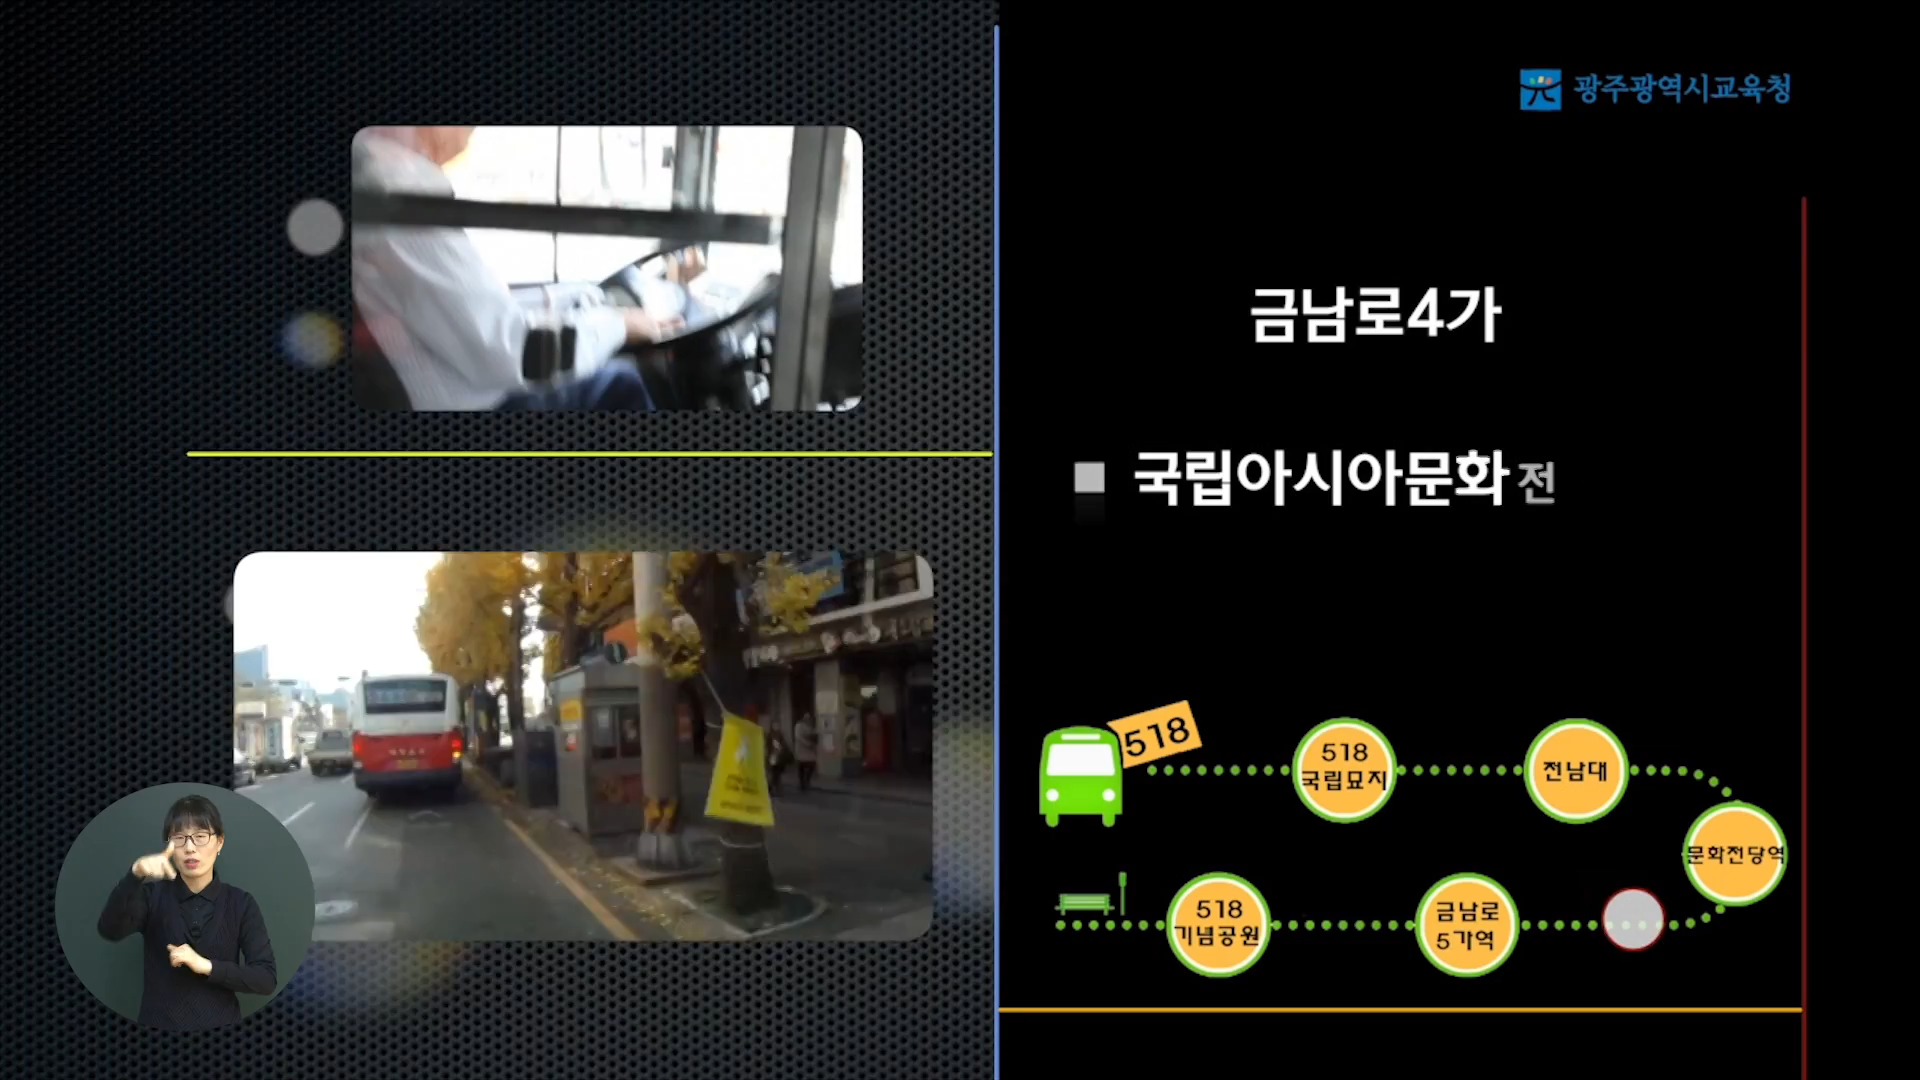 광주광역시교육청
금남로4가
국립아시아문화전
518
518
국립묘지
전남대
문화전당역
금남로
5가역
518
기념공원